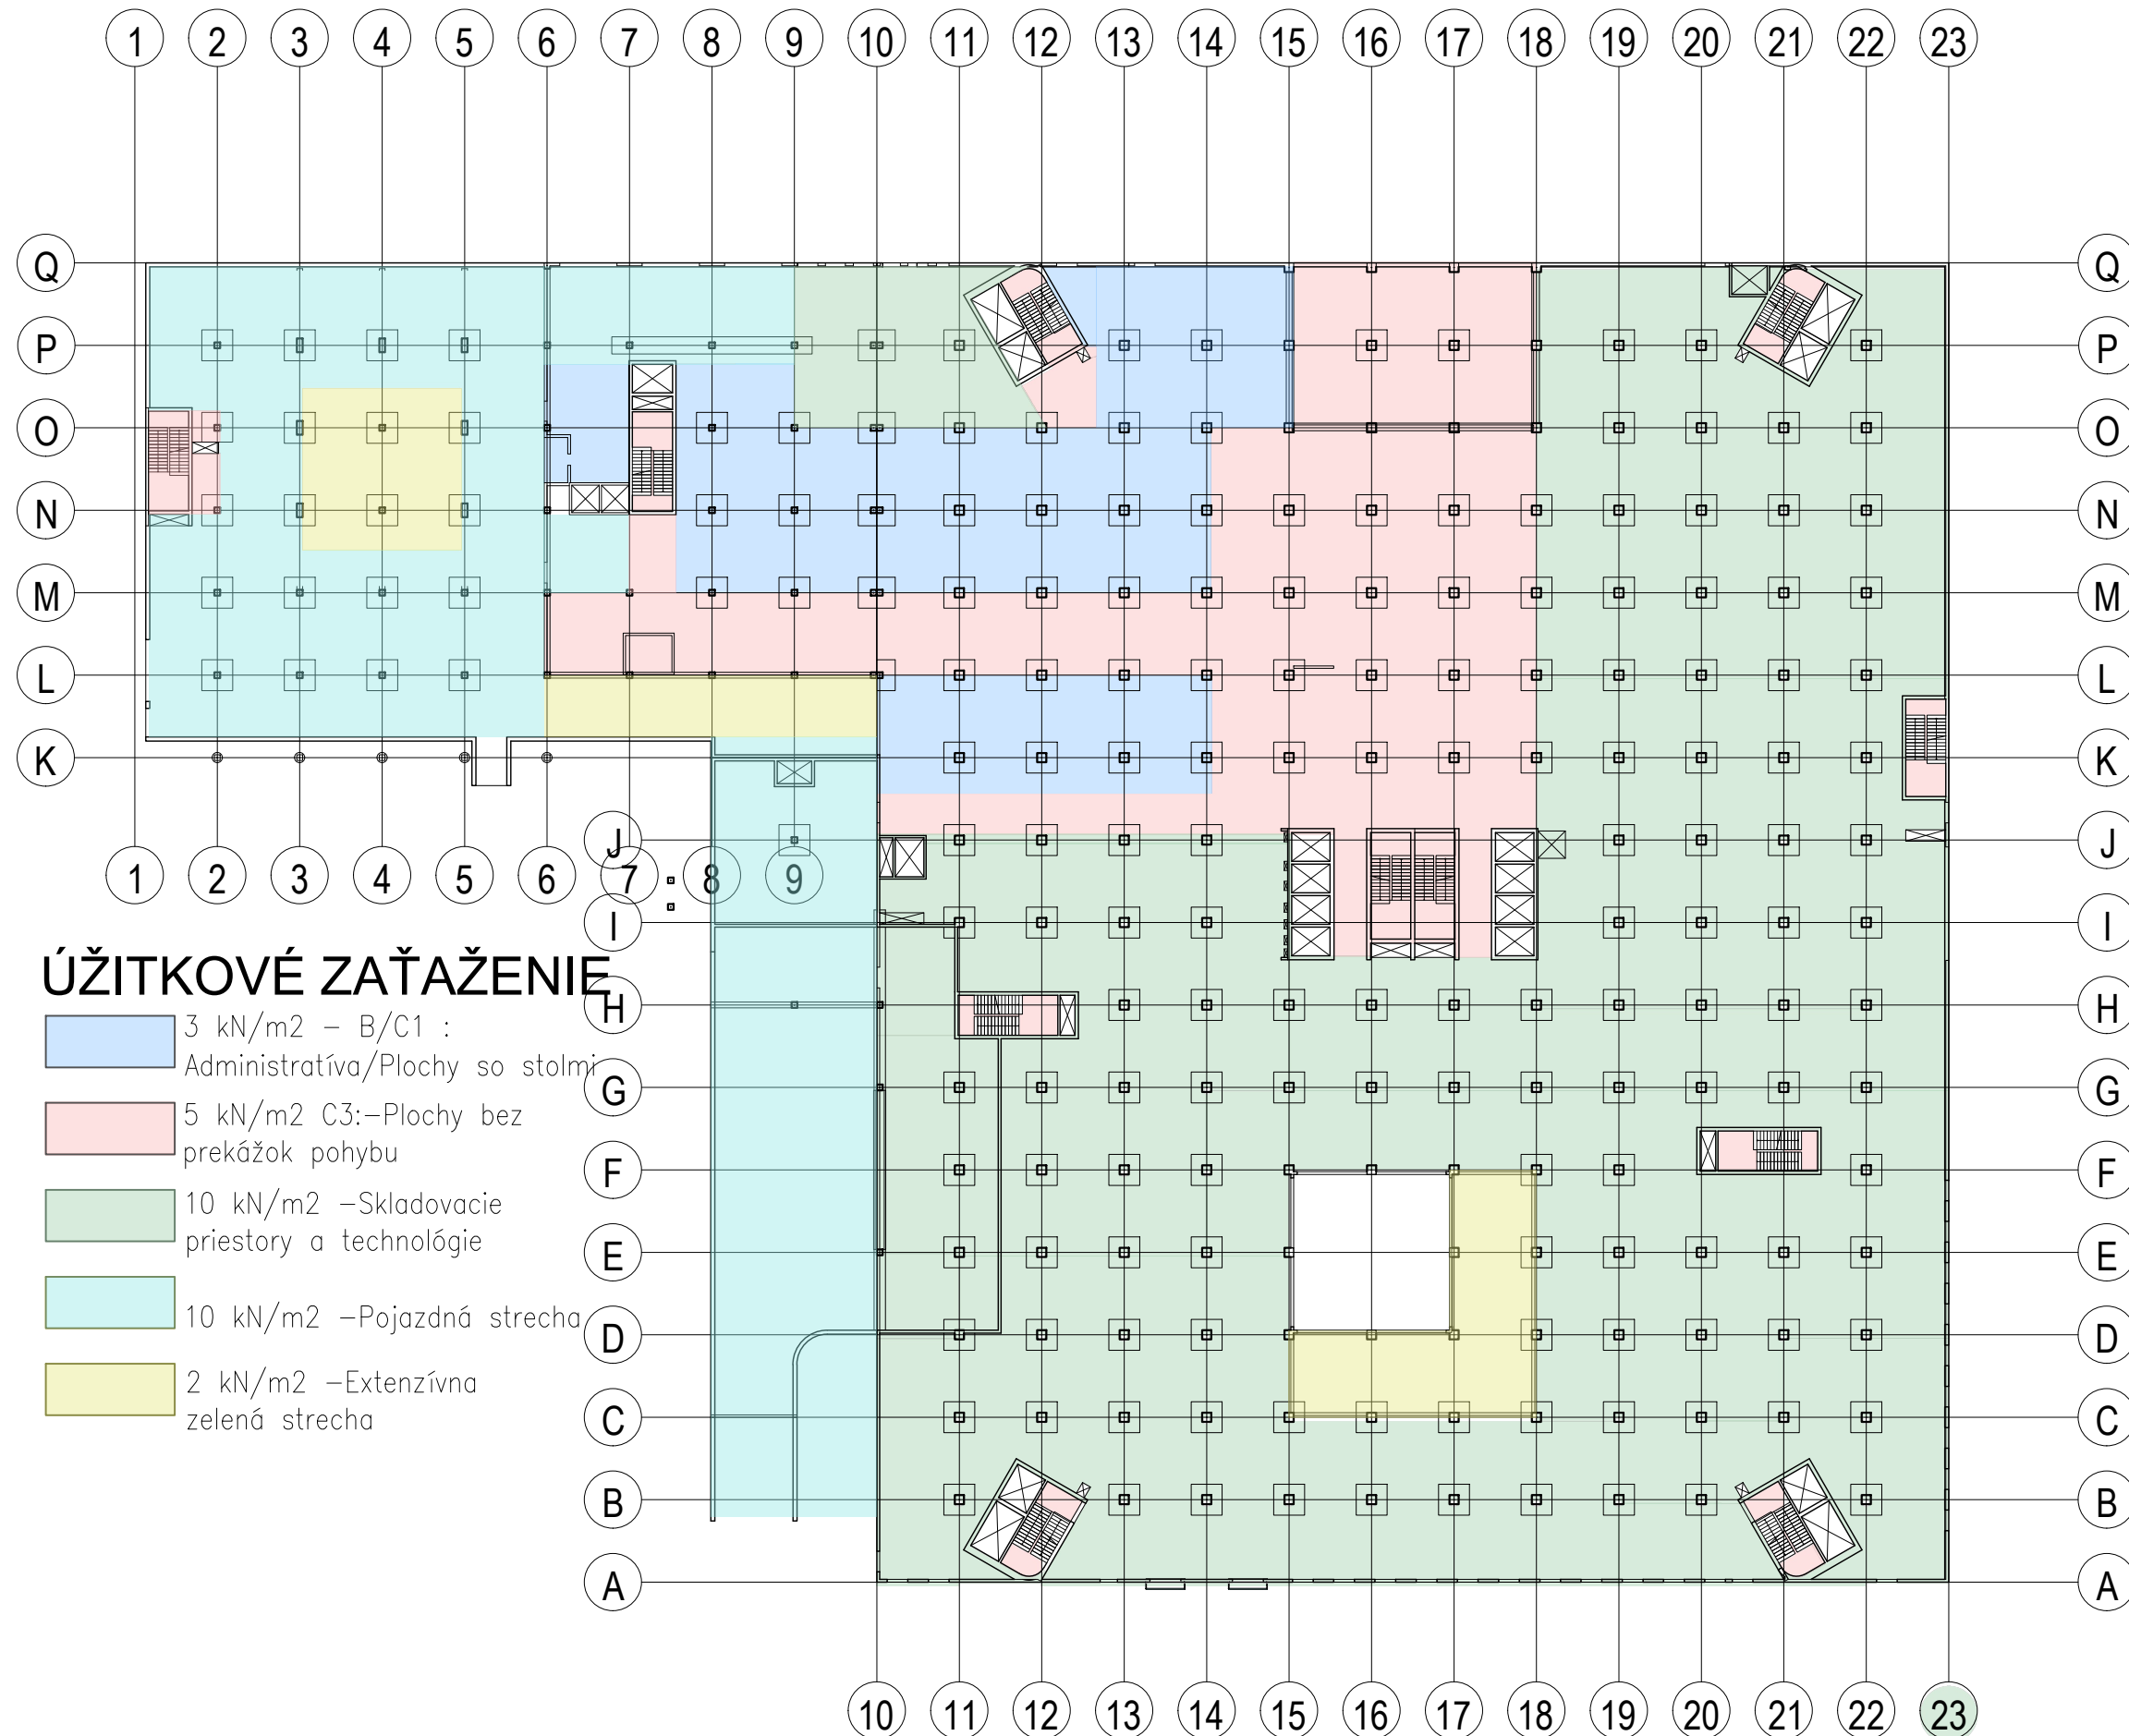 1 2 3 4 5 6 7 8 9 10 11 12 13 14 15 16 17 18 19 20 21 22 23
Q Q
P P
O O
N N
M M
L L
K K
J J
1 2 3 4 5 6 7 8 9
I I
ÚŽITKOVÉ ZAŤAŽENIE
H H
3 kN/m2 – B/C1 :
Administratíva/Plochy so stolmi
G G
5 kN/m2 C3:–Plochy bez
prekážok pohybu
F F
10 kN/m2 –Skladovacie
priestory a technológie
E E
10 kN/m2 –Pojazdná strecha
D D
2 kN/m2 –Extenzívna
zelená strecha
C C
B B
A A
10 11 12 13 14 15 16 17 18 19 20 21 22 23